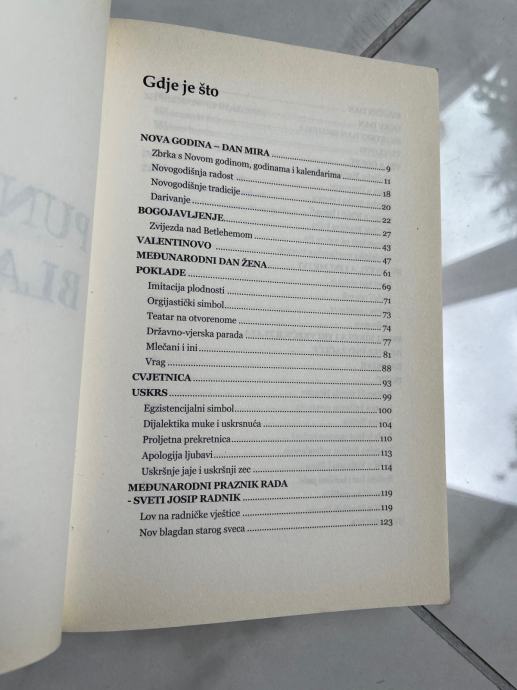 Gdje je što
NOVA GODINA – DAN MIRA ........ 9
Zbrka s Novom godinom, godinama i kalendarima ........ 11
Novogodišnja radost ........ 18
Novogodišnje tradicije ........ 20
Darivanje ........ 22
BOGOJAVLJENJE ........ 27
Zvijezda nad Betlehemom ........ 43
VALENTINOVO ........ 47
MEĐUNARODNI DAN ŽENA ........ 61
POKLADE ........ 69
Imitacija plodnosti ........ 71
Orgijastički simbol ........ 73
Teatar na otvorenome ........ 74
Državno-vjerska parada ........ 77
Mlečani i ini ........ 81
Vrag ........ 88
CVJETNICA ........ 93
USKRS ........ 99
Egzistencijalni simbol ........ 100
Dijalektika muke i uskrsnuća ........ 104
Proljetna prekretnica ........ 110
Apologija ljubavi ........ 113
Uskršnje jaje i uskršnji zec ........ 114
MEĐUNARODNI PRAZNIK RADA
- SVETI JOSIP RADNIK ........ 119
Lov na radničke vještice ........ 119
Nov blagdan starog sveca ........ 123